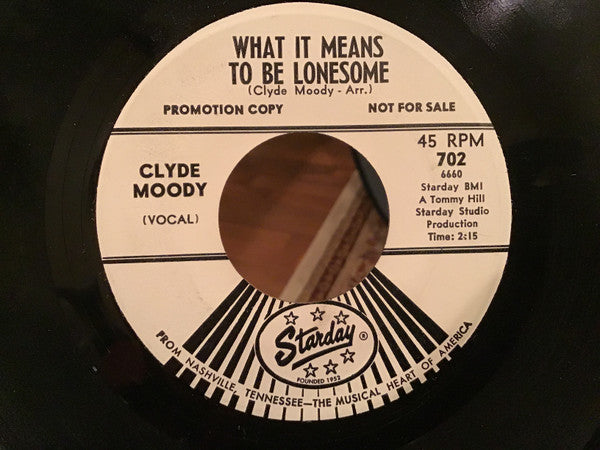 WHAT IT MEANS
TO BE LONESOME
(Clyde Moody - Arr.)
PROMOTION COPY NOT FOR SALE
CLYDE
MOODY
(VOCAL)
45 RPM
702
6660
Starday BMI
A Tommy Hill
Starday Studio
Production
Time: 2:15
Starday ®
FOUNDED 1952
FROM NASHVILLE, TENNESSEE—THE MUSICAL HEART OF AMERICA